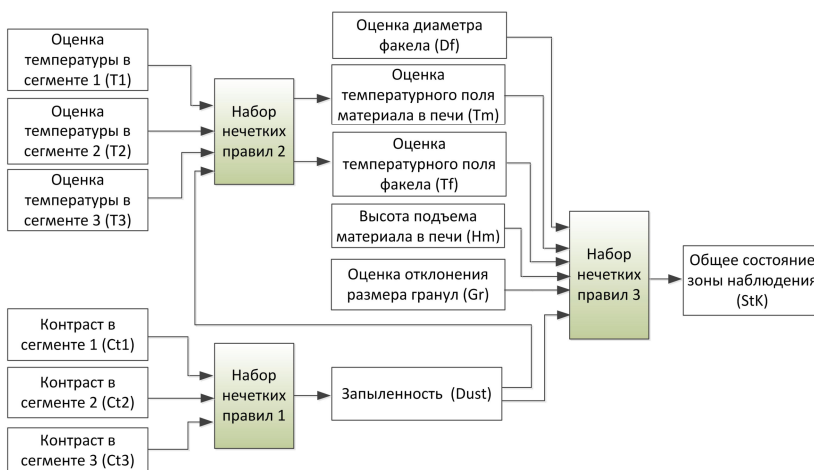 Оценка
температуры в
сегменте 1 (T1)
Оценка
температуры в
сегменте 2 (T2)
Оценка
температуры в
сегменте 3 (T3)
Набор
нечетких
правил 2
Оценка диаметра
факела (Df)
Оценка
температурного поля
материала в печи (Tm)
Оценка
температурного поля
факела (Tf)
Высота подъема
материала в печи (Hm)
Оценка отклонения
размера гранул (Gr)
Набор
нечетких
правил 3
Общее состояние
зоны наблюдения
(StK)
Контраст в
сегменте 1 (Ct1)
Контраст в
сегменте 2 (Ct2)
Контраст в
сегменте 3 (Ct3)
Набор
нечетких
правил 1
Запыленность (Dust)